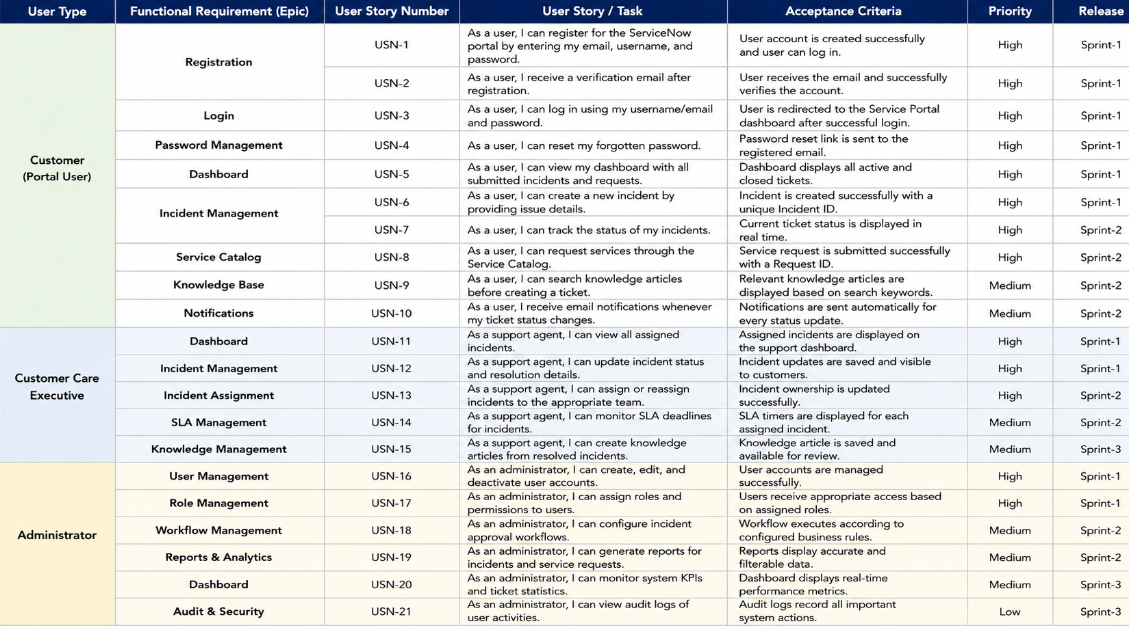 User Type Functional Requirement (Epic) User Story Number User Story / Task Acceptance Criteria Priority Release
Customer
(Portal User)
Registration
USN-1
As a user, I can register for the ServiceNow
portal by entering my email, username, and
password.
User account is created successfully
and user can log in.
High
Sprint-1
USN-2
As a user, I receive a verification email after
registration.
User receives the email and successfully
verifies the account.
High
Sprint-1
Login
USN-3
As a user, I can log in using my username/email
and password.
User is redirected to the Service Portal
dashboard after successful login.
High
Sprint-1
Password Management
USN-4
As a user, I can reset my forgotten password.
Password reset link is sent to the
registered email.
High
Sprint-1
Dashboard
USN-5
As a user, I can view my dashboard with all
submitted incidents and requests.
Dashboard displays all active and
closed tickets.
High
Sprint-1
Incident Management
USN-6
As a user, I can create a new incident by
providing issue details.
Incident is created successfully with a
unique Incident ID.
High
Sprint-1
USN-7
As a user, I can track the status of my incidents.
Current ticket status is displayed in
real time.
High
Sprint-2
Service Catalog
USN-8
As a user, I can request services through the
Service Catalog.
Service request is submitted successfully
with a Request ID.
High
Sprint-2
Knowledge Base
USN-9
As a user, I can search knowledge articles
before creating a ticket.
Relevant knowledge articles are
displayed based on search keywords.
Medium
Sprint-2
Notifications
USN-10
As a user, I receive email notifications whenever
my ticket status changes.
Notifications are sent automatically for
every status update.
Medium
Sprint-2
Customer Care
Executive
Dashboard
USN-11
As a support agent, I can view all assigned
incidents.
Assigned incidents are displayed on
the support dashboard.
High
Sprint-1
Incident Management
USN-12
As a support agent, I can update incident status
and resolution details.
Incident updates are saved and visible
to customers.
High
Sprint-1
Incident Assignment
USN-13
As a support agent, I can assign or reassign
incidents to the appropriate team.
Incident ownership is updated
successfully.
High
Sprint-2
SLA Management
USN-14
As a support agent, I can monitor SLA deadlines
for incidents.
SLA timers are displayed for each
assigned incident.
Medium
Sprint-2
Knowledge Management
USN-15
As a support agent, I can create knowledge
articles from resolved incidents.
Knowledge article is saved and
available for review.
Medium
Sprint-3
Administrator
User Management
USN-16
As an administrator, I can create, edit, and
deactivate user accounts.
User accounts are managed
successfully.
High
Sprint-1
Role Management
USN-17
As an administrator, I can assign roles and
permissions to users.
Users receive appropriate access based
on assigned roles.
High
Sprint-1
Workflow Management
USN-18
As an administrator, I can configure incident
approval workflows.
Workflow executes according to
configured business rules.
Medium
Sprint-2
Reports & Analytics
USN-19
As an administrator, I can generate reports for
incidents and service requests.
Reports display accurate and
filterable data.
Medium
Sprint-2
Dashboard
USN-20
As an administrator, I can monitor system KPIs
and ticket statistics.
Dashboard displays real-time
performance metrics.
Medium
Sprint-3
Audit & Security
USN-21
As an administrator, I can view audit logs of
user activities.
Audit logs record all important
system actions.
Low
Sprint-3